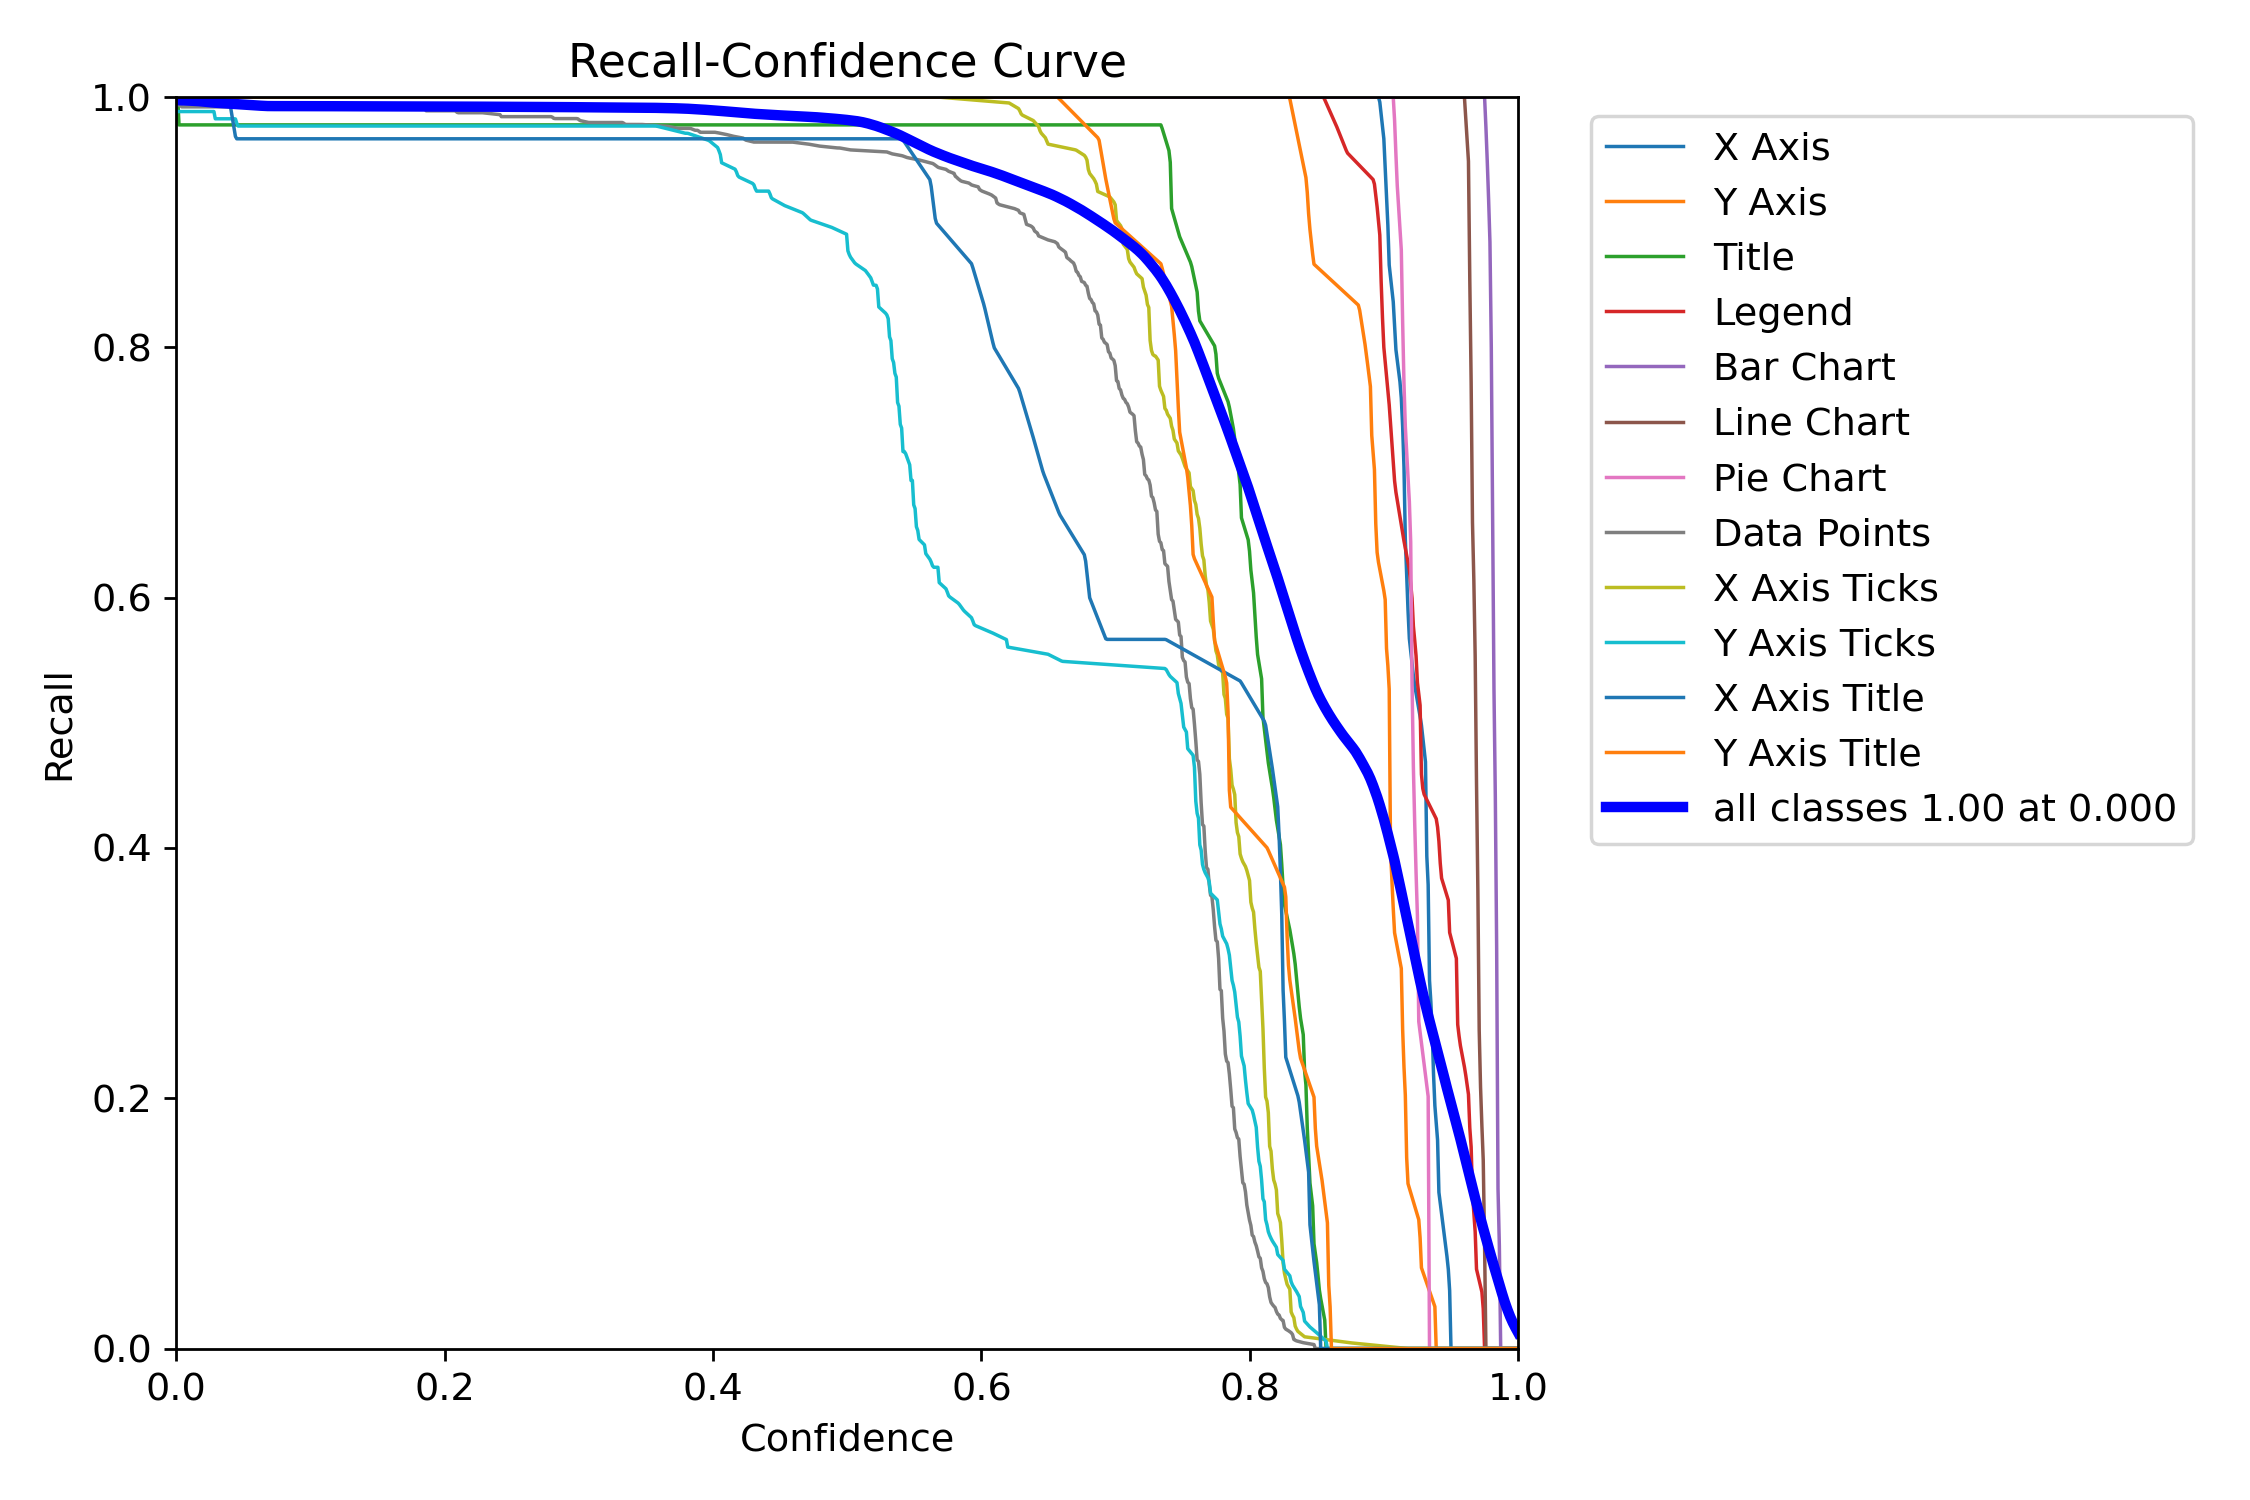 Recall-Confidence Curve
1.0
0.8
0.6
0.4
0.2
0.0
Recall
0.0 0.2 0.4 0.6 0.8 1.0
Confidence
X Axis
Y Axis
Title
Legend
Bar Chart
Line Chart
Pie Chart
Data Points
X Axis Ticks
Y Axis Ticks
X Axis Title
Y Axis Title
all classes 1.00 at 0.000